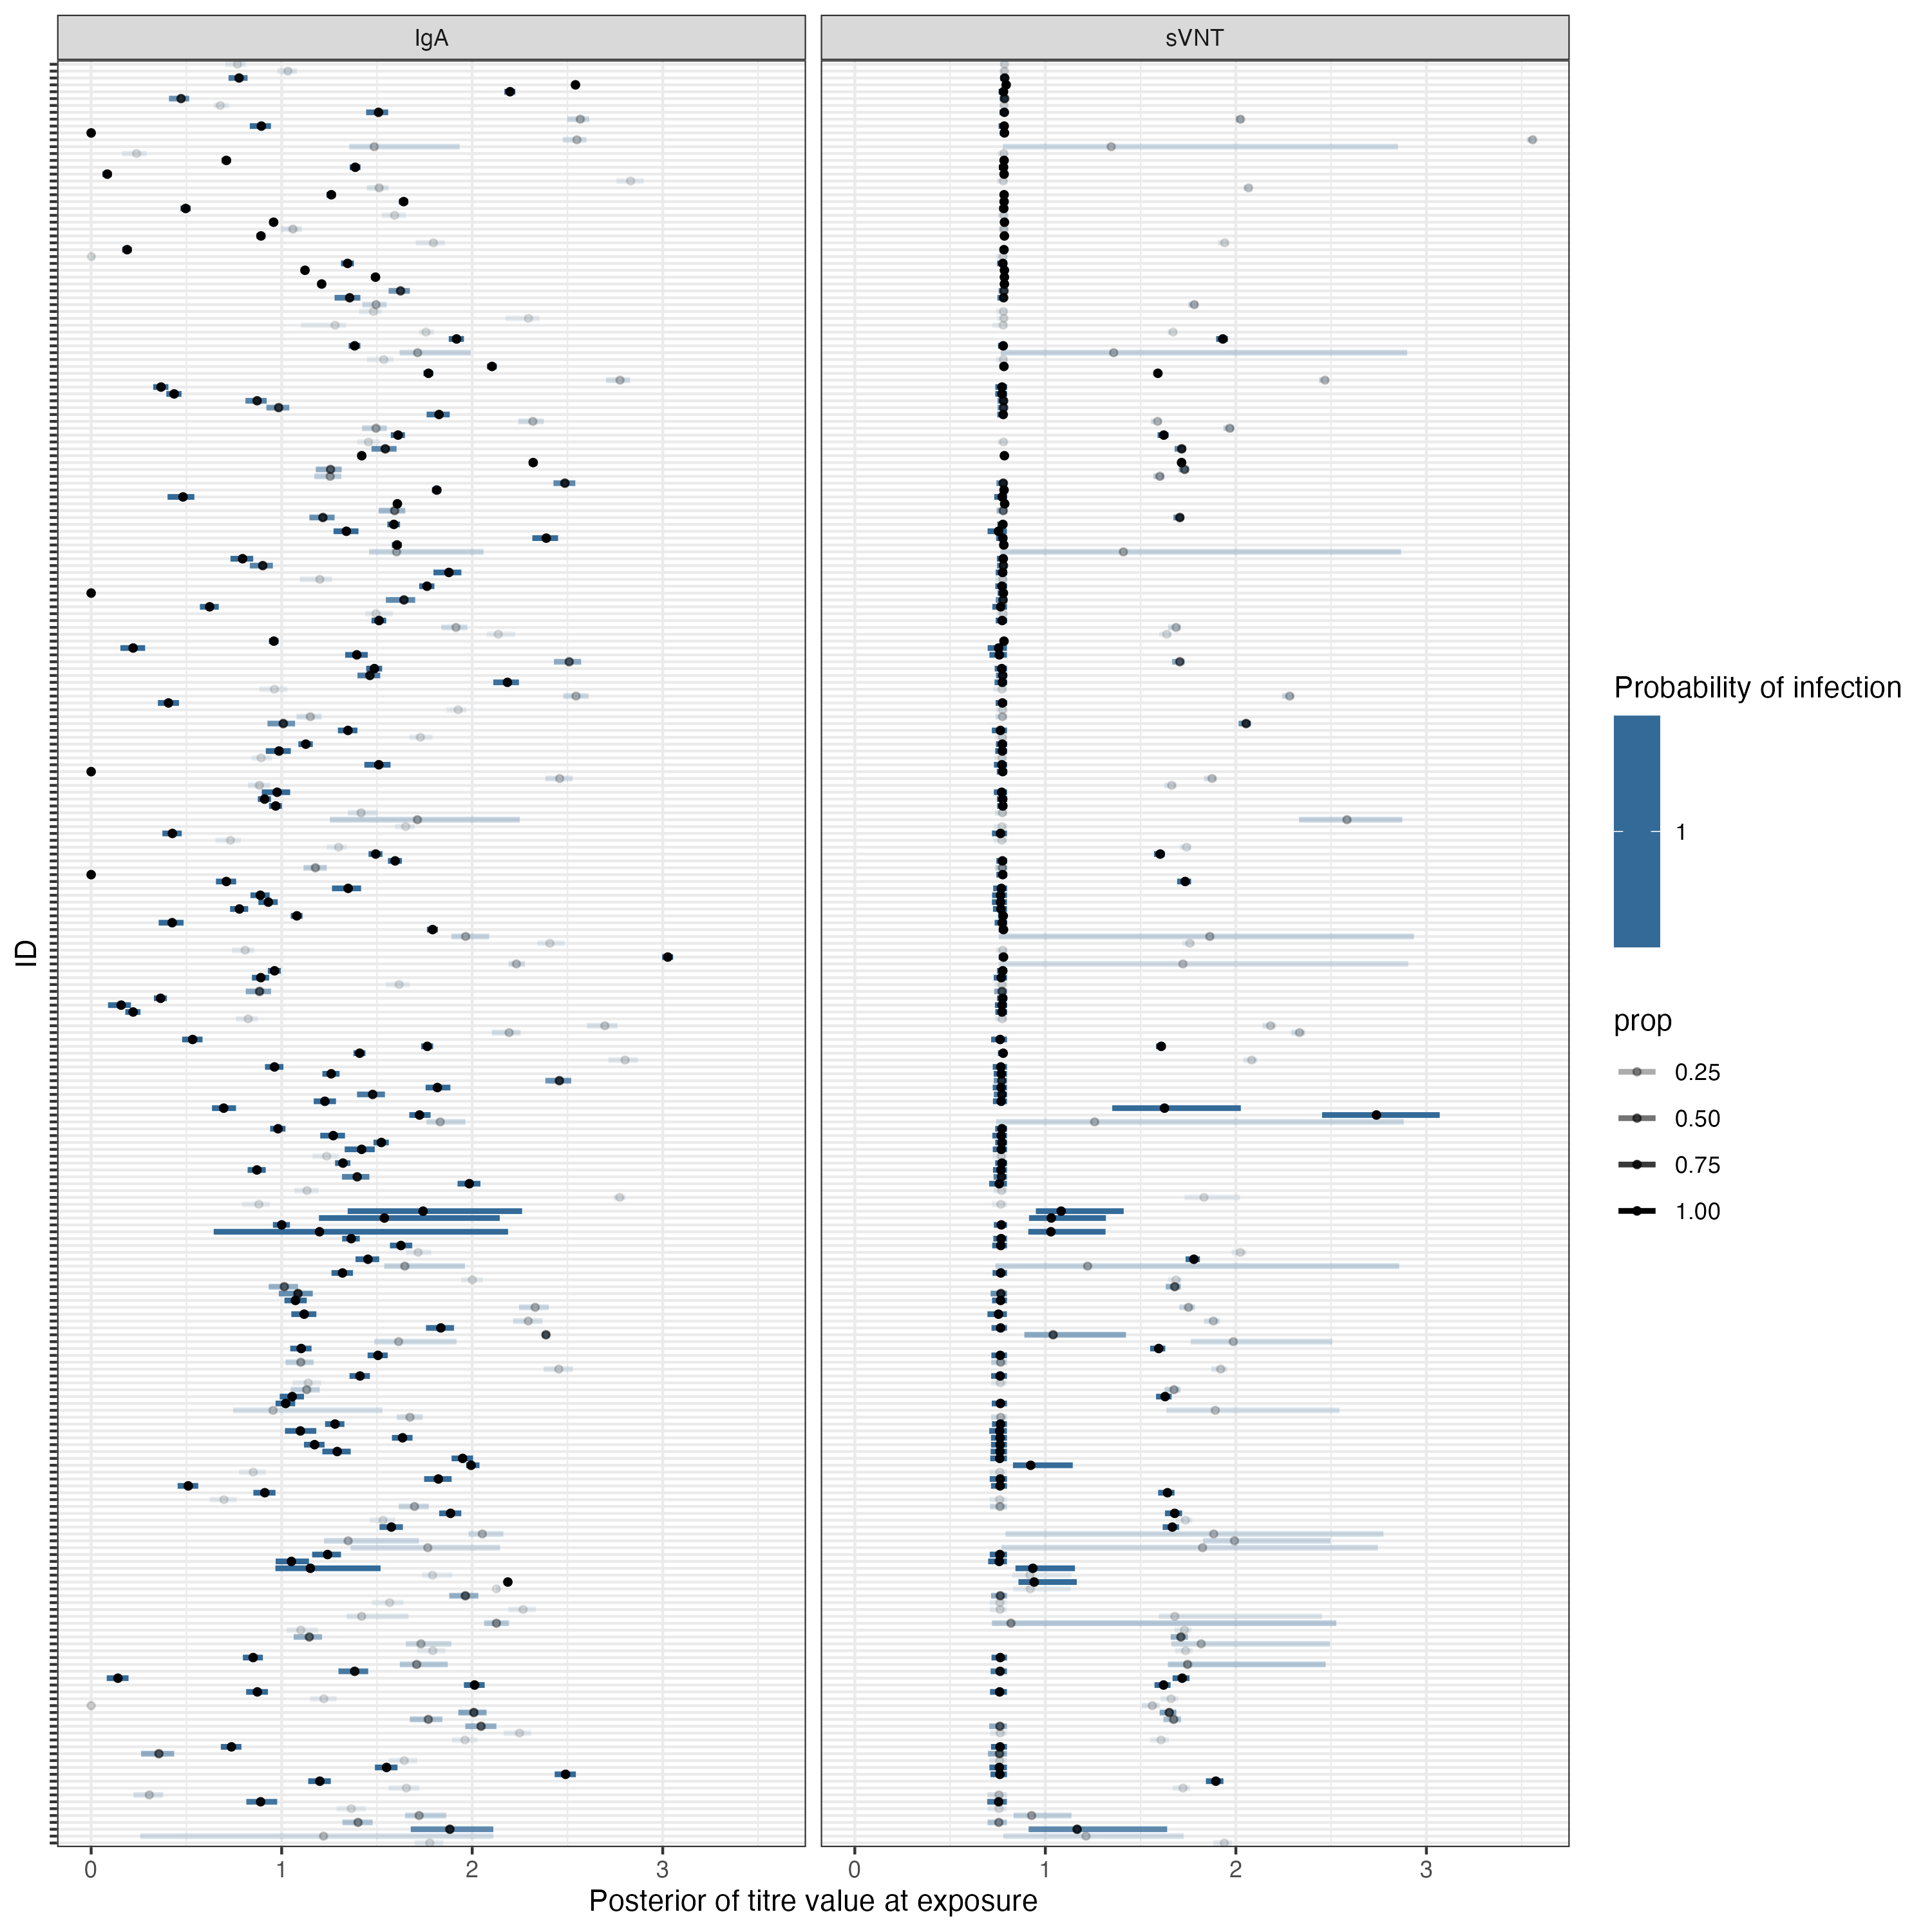 IgA
sVNT
ID
0
1
2
3
0
1
2
3
Posterior of titre value at exposure
Probability of infection
1
prop
0.25
0.50
0.75
1.00